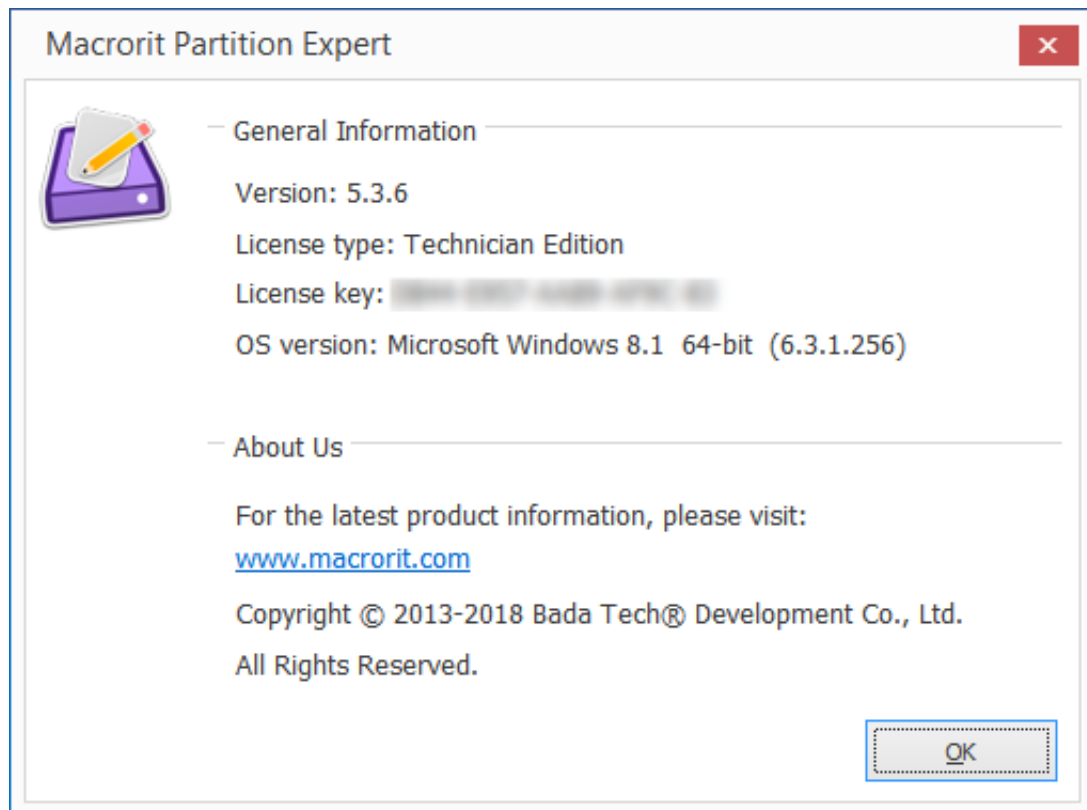 Macrorit Partition Expert
General Information
Version: 5.3.6
License type: Technician Edition
License key:
OS version: Microsoft Windows 8.1 64-bit (6.3.1.256)
About Us
For the latest product information, please visit:
www.macrorit.com
Copyright © 2013-2018 Bada Tech® Development Co., Ltd.
All Rights Reserved.
OK